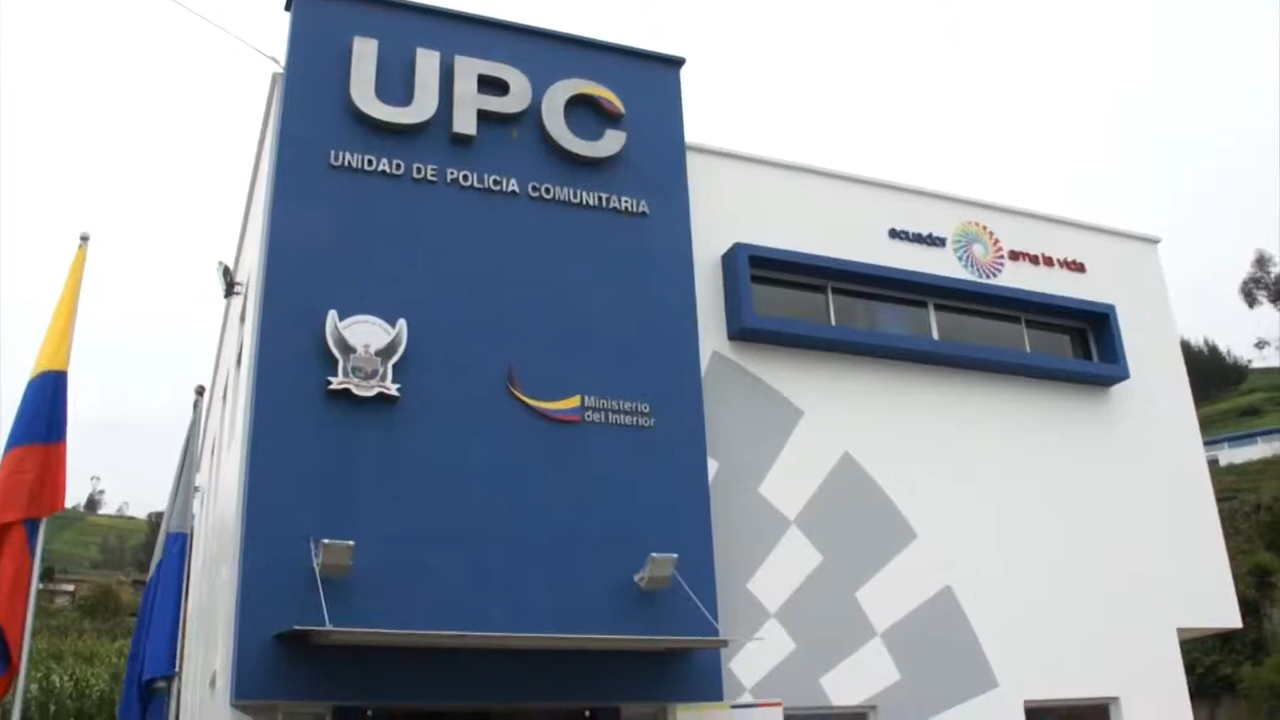 UPC
UNIDAD DE POLICIA COMUNITARIA
ecuador ama la vida
Ministerio
del Interior